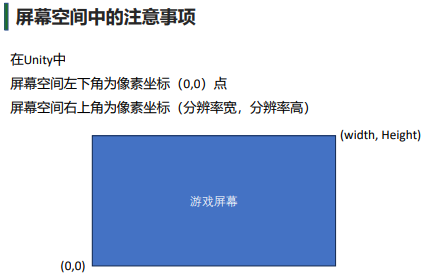 屏幕空间中的注意事项
在Unity中
屏幕空间左下角为像素坐标（0,0）点
屏幕空间右上角为像素坐标（分辨率宽，分辨率高）
(width, Height)
游戏屏幕
(0,0)